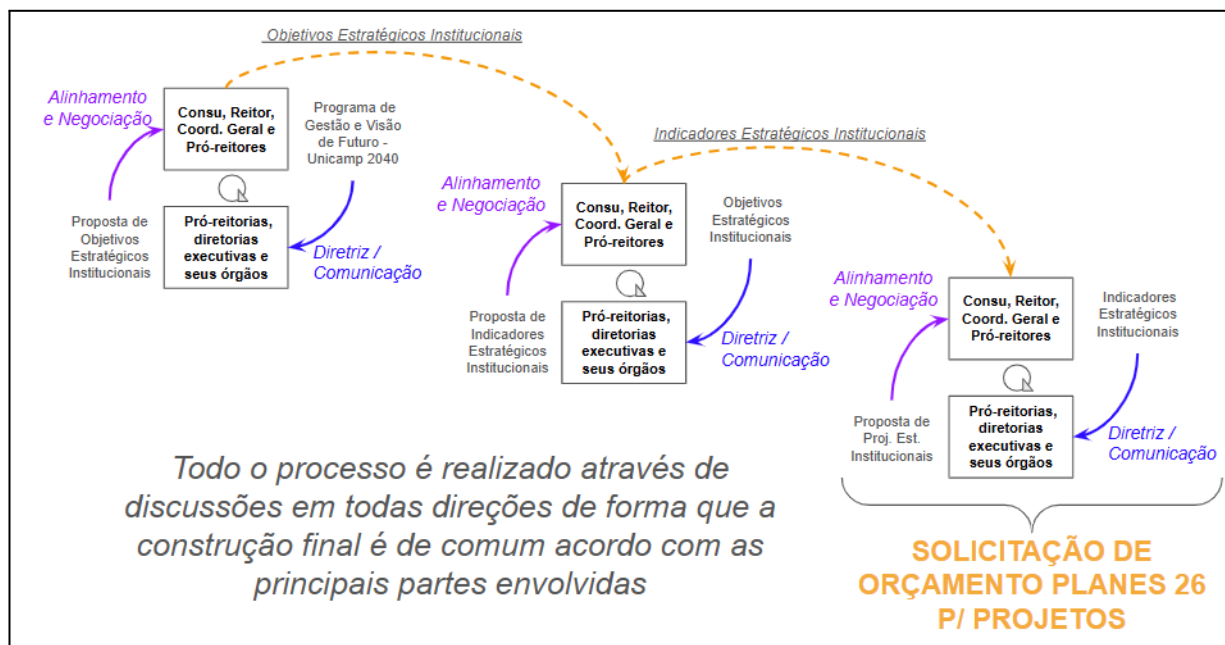 Objetivos Estratégicos Institucionais
Alinhamento
e Negociação
Consu, Reitor,
Coord. Geral e
Pró-reitores
Programa de
Gestão e Visão
de Futuro -
Unicamp 2040
Proposta de
Objetivos
Estratégicos
Institucionais
Pró-reitorias,
diretorias
executivas e
seus órgãos
Diretriz /
Comunicação
Indicadores Estratégicos Institucionais
Alinhamento
e Negociação
Consu, Reitor,
Coord. Geral e
Pró-reitores
Objetivos
Estratégicos
Institucionais
Proposta de
Indicadores
Estratégicos
Institucionais
Pró-reitorias,
diretorias
executivas e
seus órgãos
Diretriz /
Comunicação
Alinhamento
e Negociação
Consu, Reitor,
Coord. Geral e
Pró-reitores
Indicadores
Estratégicos
Institucionais
Proposta de
Proj. Est.
Institucionais
Pró-reitorias,
diretorias
executivas e
seus órgãos
Diretriz /
Comunicação
Todo o processo é realizado através de
discussões em todas direções de forma que a
construção final é de comum acordo com as
principais partes envolvidas
SOLICITAÇÃO DE
ORÇAMENTO PLANES 26
P/ PROJETOS